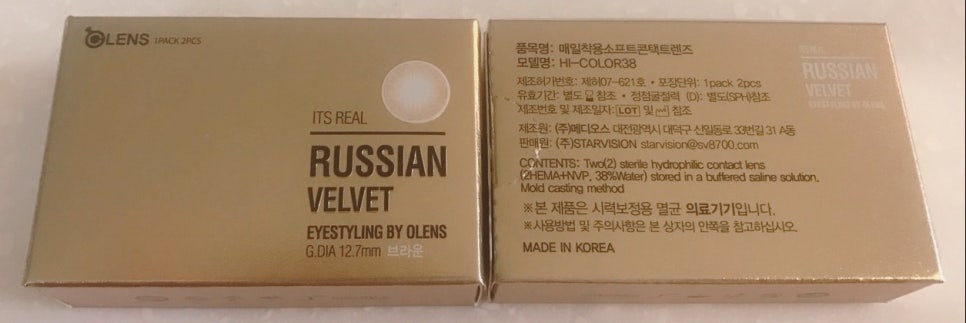 OLENS 1PACK 2PCS
ITS REAL
RUSSIAN
VELVET
EYESTYLING BY OLENS
G.DIA 12.7mm 브라운
품목명: 매일착용소프트콘택트렌즈
모델명: HI-COLOR38
제조허가번호: 제허07-621호 • 포장단위: 1pack 2pcs
유효기간: 별도 참조 • 정점굴절력 (D): 별도(SPH)참조
제조번호 및 제조일자: LOT 및 참조
제조원: (주)메디오스 대전광역시 대덕구 신일동로 33번길 31 A동
판매원: (주)STARVISION starvision@sv8700.com
CONTENTS: Two(2) sterile hydrophilic contact lens
(2HEMA+NVP, 38%Water) stored in a buffered saline solution.
Mold casting method
※본 제품은 시력보정용 멸균 의료기기입니다.
※사용방법 및 주의사항은 본 상자의 안쪽을 참고하십시오.
MADE IN KOREA
ITS REAL
RUSSIAN
VELVET
EYESTYLING BY OLENS